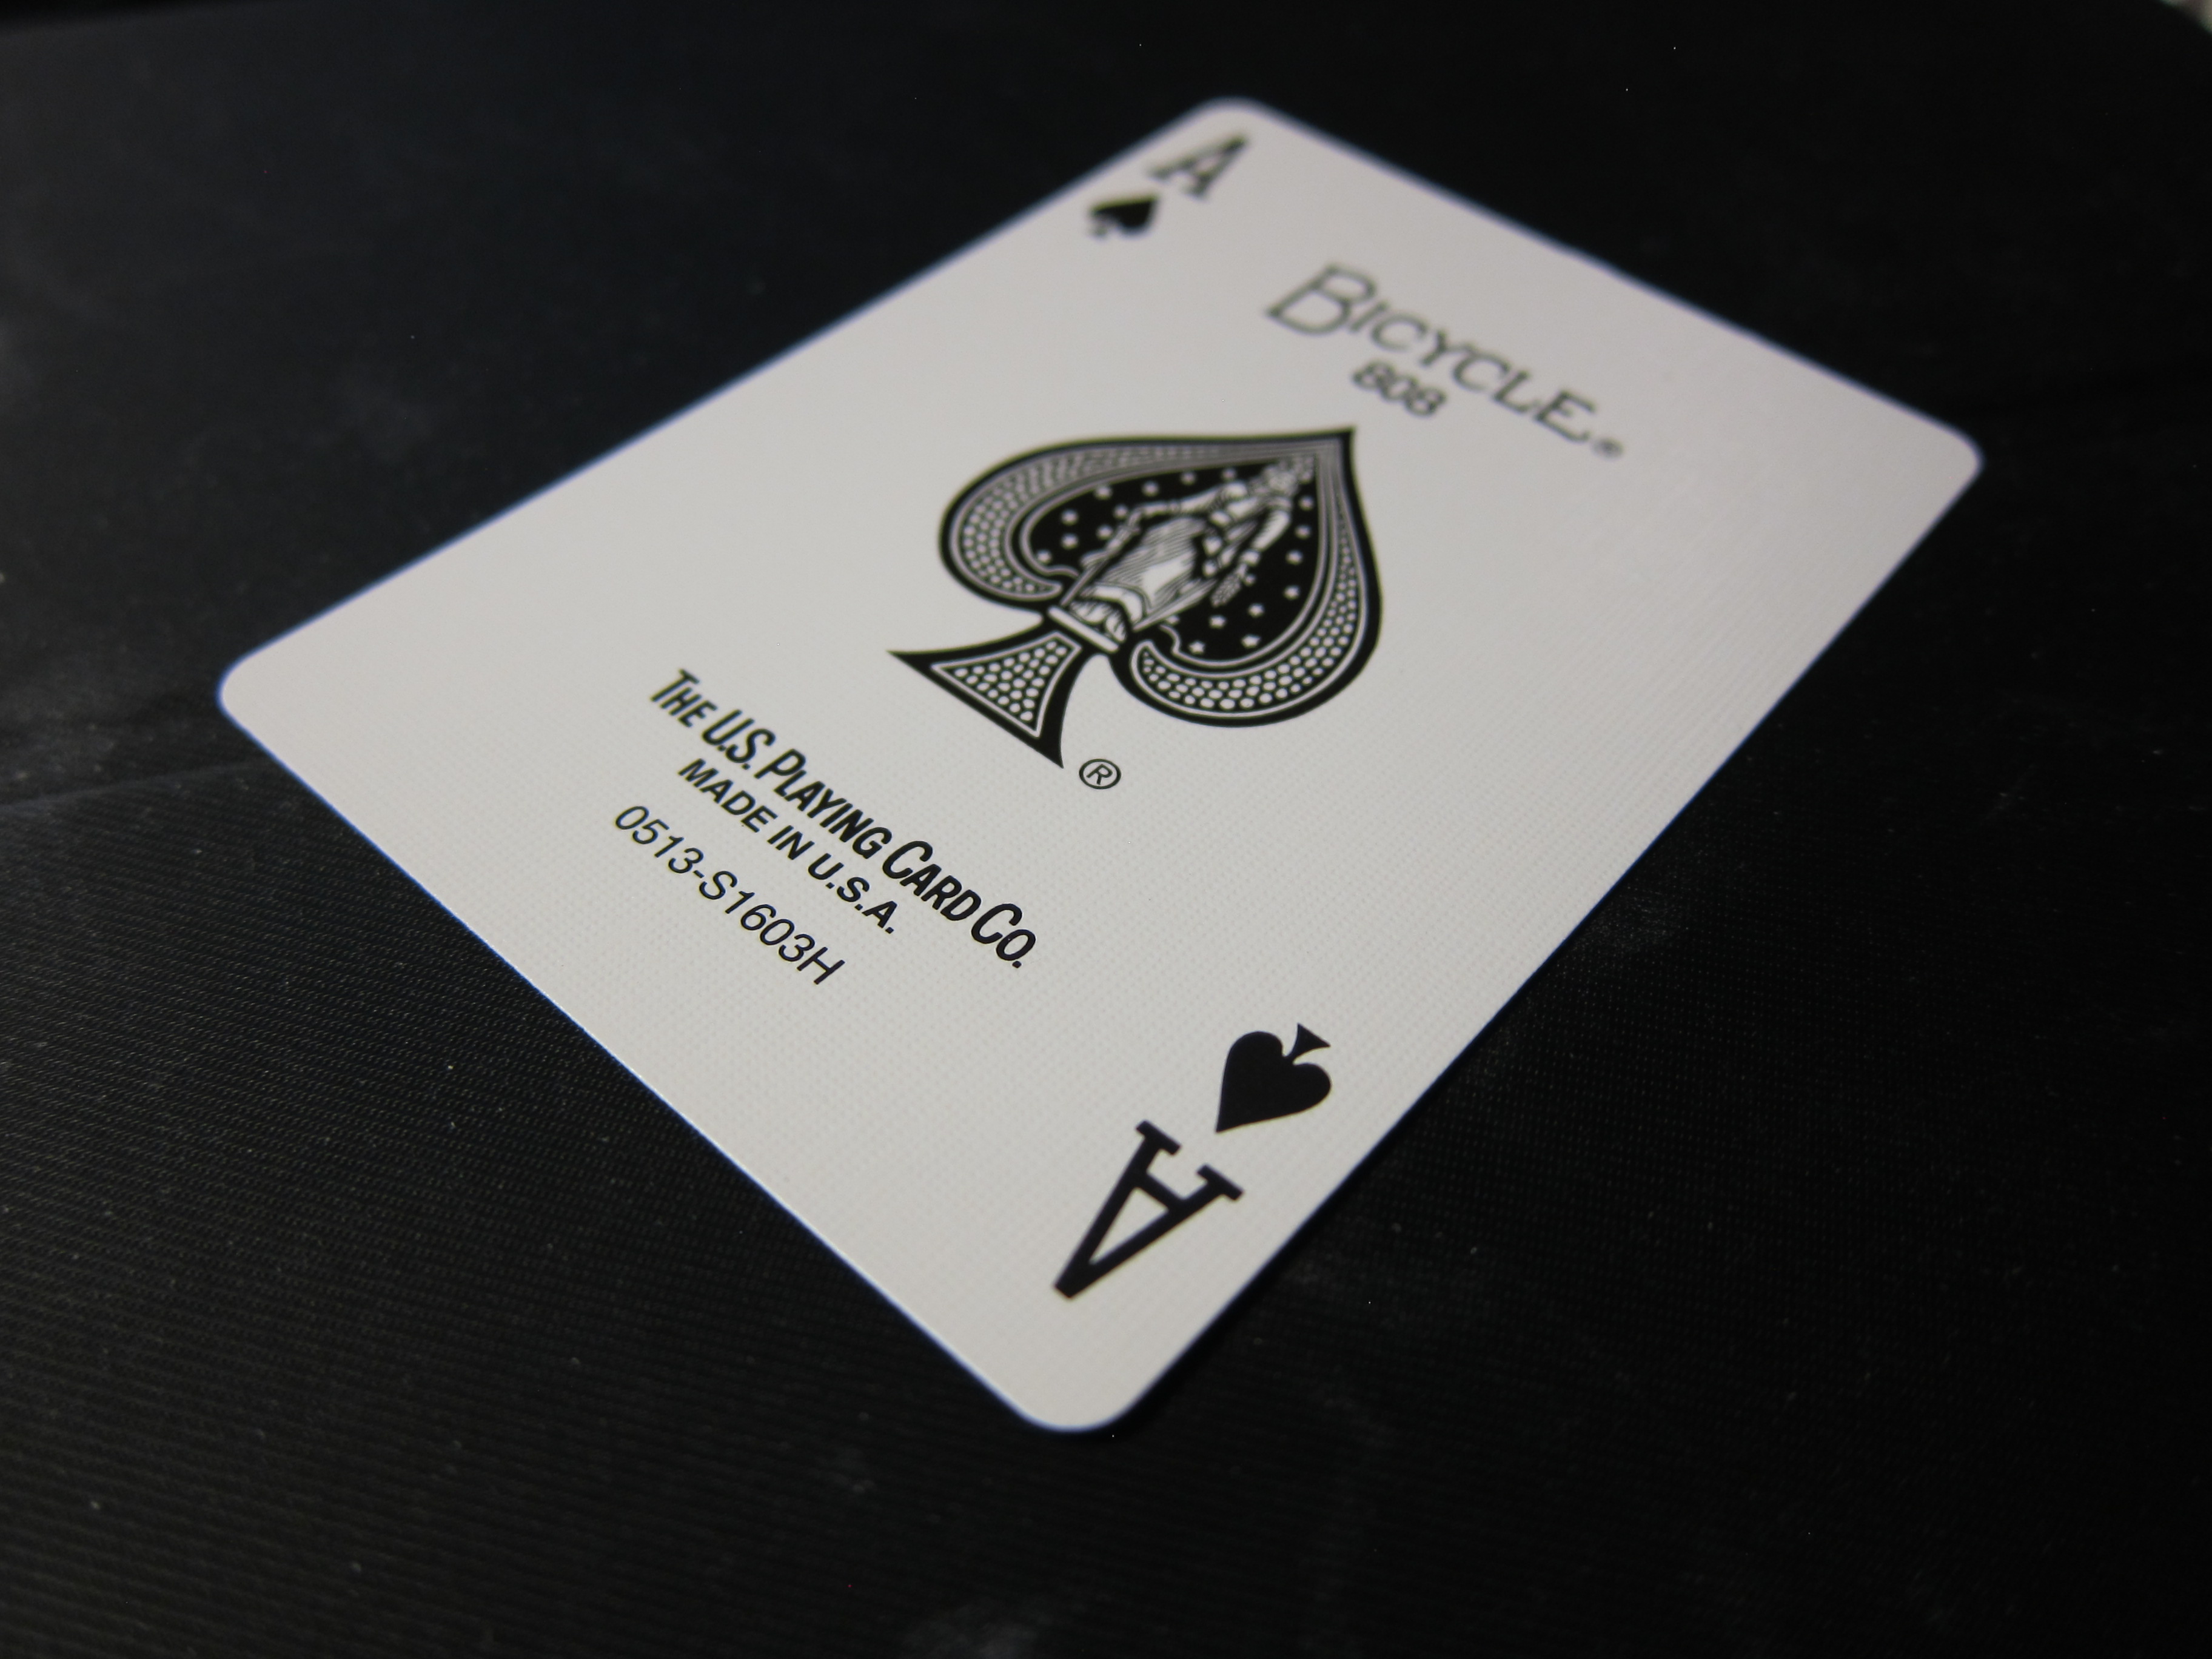 A
BICYCLE®
808
®
THE U.S. PLAYING CARD CO.
MADE IN U.S.A.
0513-S1603H
A